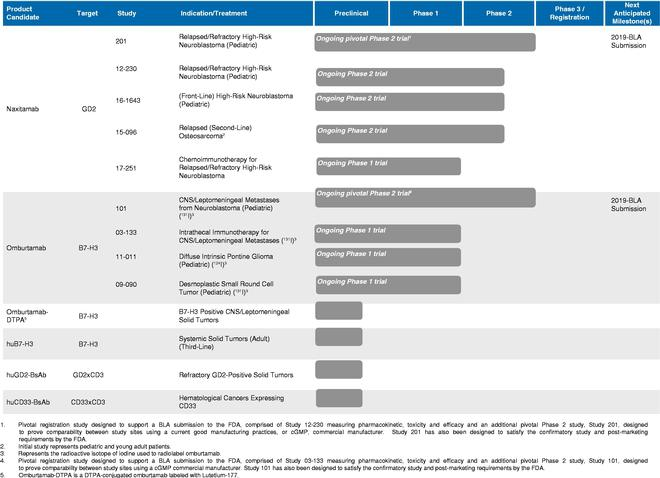 Product Candidate Target Study Indication/Treatment Preclinical Phase 1 Phase 2 Phase 3 / Registration Next Anticipated Milestone(s)
Naxitamab GD2
201 Relapsed/Refractory High-Risk Neuroblastoma (Pediatric) Ongoing pivotal Phase 2 trial¹ 2019-BLA Submission
12-230 Relapsed/Refractory High-Risk Neuroblastoma (Pediatric) Ongoing Phase 2 trial
16-1643 (Front-Line) High-Risk Neuroblastoma (Pediatric) Ongoing Phase 2 trial
15-096 Relapsed (Second-Line) Osteosarcoma² Ongoing Phase 2 trial
17-251 Chemoimmunotherapy for Relapsed/Refractory High-Risk Neuroblastoma Ongoing Phase 1 trial
Omburtamab B7-H3
101 CNS/Leptomeningeal Metastases from Neuroblastoma (Pediatric) (¹³¹I)³ Ongoing pivotal Phase 2 trial⁴ 2019-BLA Submission
03-133 Intrathecal Immunotherapy for CNS/Leptomeningeal Metastases (¹³¹I)³ Ongoing Phase 1 trial
11-011 Diffuse Intrinsic Pontine Glioma (Pediatric) (¹²⁴I)³ Ongoing Phase 1 trial
09-090 Desmoplastic Small Round Cell Tumor (Pediatric) (¹³¹I)³ Ongoing Phase 1 trial
Omburtamab-DTPA⁵ B7-H3 B7-H3 Positive CNS/Leptomeningeal Solid Tumors
huB7-H3 B7-H3 Systemic Solid Tumors (Adult) (Third-Line)
huGD2-BsAb GD2xCD3 Refractory GD2-Positive Solid Tumors
huCD33-BsAb CD33xCD3 Hematological Cancers Expressing CD33
1. Pivotal registration study designed to support a BLA submission to the FDA, comprised of Study 12-230 measuring pharmacokinetic, toxicity and efficacy and an additional pivotal Phase 2 study, Study 201, designed
to prove comparability between study sites using a current good manufacturing practices, or cGMP, commercial manufacturer. Study 201 has also been designed to satisfy the confirmatory study and post-marketing
requirements by the FDA.
2. Initial study represents pediatric and young adult patients.
3 Represents the radioactive isotope of iodine used to radiolabel omburtamab.
4. Pivotal registration study designed to support a BLA submission to the FDA, comprised of Study 03-133 measuring pharmacokinetic, toxicity and efficacy and an additional pivotal Phase 2 study, Study 101, designed
to prove comparability between study sites using a cGMP commercial manufacturer. Study 101 has also been designed to satisfy the confirmatory study and post-marketing requirements by the FDA.
5. Omburtamab-DTPA is a DTPA-conjugated omburtamab labeled with Lutetium-177.